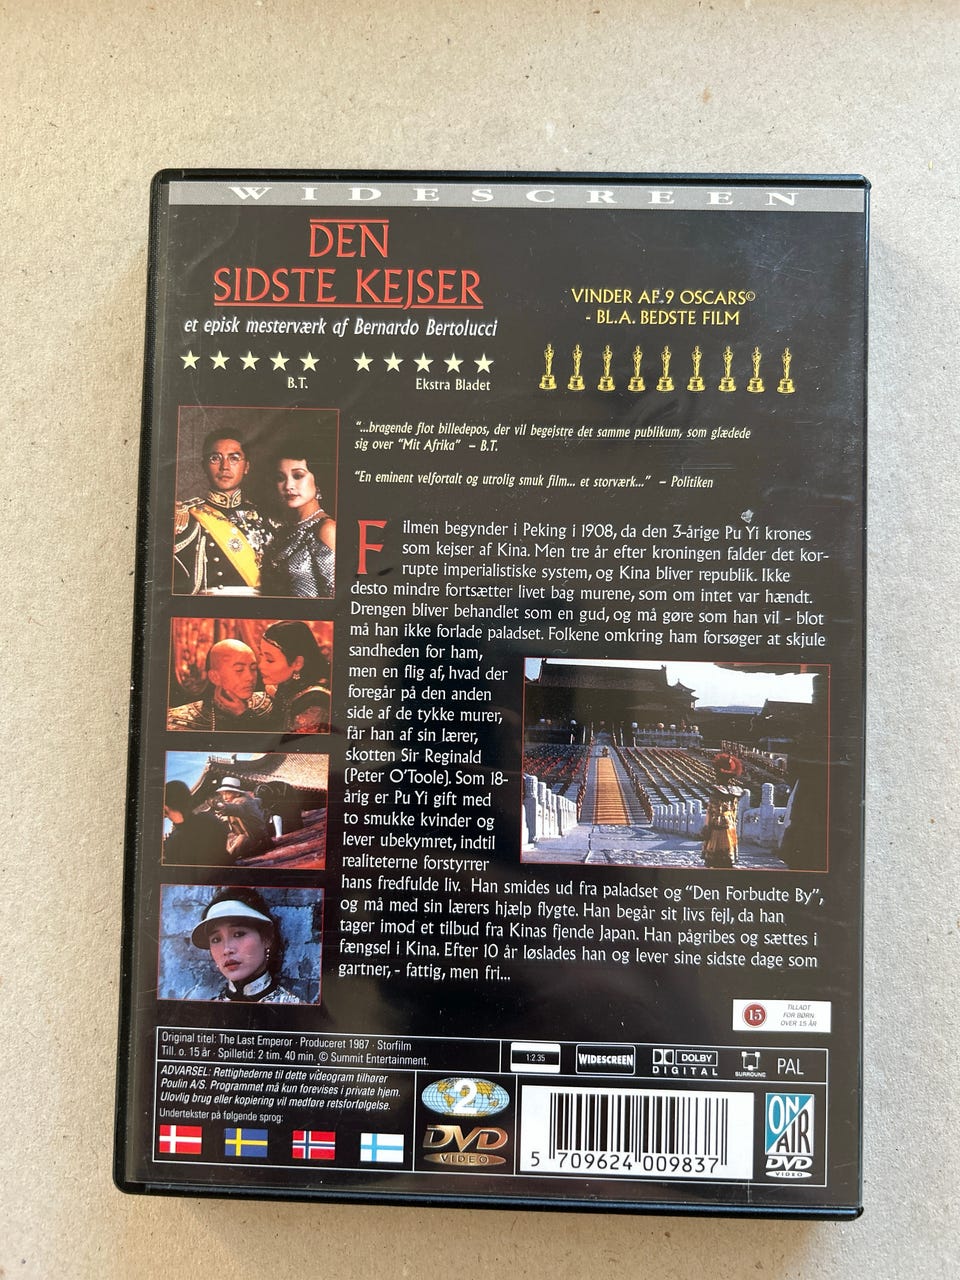 WIDESCREEN
DEN
SIDSTE KEJSER
et episk mesterværk af Bernardo Bertolucci
B.T.
Ekstra Bladet
VINDER AF 9 OSCARS©
- BL.A. BEDSTE FILM
"...bragende flot billedepos, der vil begejstre det samme publikum, som glædede
sig over "Mit Afrika" – B.T.
"En eminent velfortalt og utrolig smuk film... et storværk..." – Politiken
Filmen begynder i Peking i 1908, da den 3-årige Pu Yi krones
som kejser af Kina. Men tre år efter kroningen falder det kor-
rupte imperialistiske system, og Kina bliver republik. Ikke
desto mindre fortsætter livet bag murene, som om intet var hændt.
Drengen bliver behandlet som en gud, og må gøre som han vil - blot
må han ikke forlade paladset. Folkene omkring ham forsøger at skjule
sandheden for ham,
men en flig af, hvad der
foregår på den anden
side af de tykke murer,
får han af sin lærer,
skotten Sir Reginald
(Peter O'Toole). Som 18-
årig er Pu Yi gift med
to smukke kvinder og
lever ubekymret, indtil
realiteterne forstyrrer
hans fredfulde liv. Han smides ud fra paladset og "Den Forbudte By",
og må med sin lærers hjælp flygte. Han begår sit livs fejl, da han
tager imod et tilbud fra Kinas fjende Japan. Han pågribes og sættes i
fængsel i Kina. Efter 10 år løslades han og lever sine sidste dage som
gartner, - fattig, men fri...
15
TILLADT
FOR BØRN
OVER 15 ÅR
Original titel: The Last Emperor · Produceret 1987 · Storfilm
Till. o. 15 år · Spilletid: 2 tim. 40 min. © Summit Entertainment.
1:2.35
WIDESCREEN
DOLBY
DIGITAL
SURROUND
PAL
ADVARSEL: Rettighederne til dette videogram tilhører
Poulin A/S. Programmet må kun forevises i private hjem.
Ulovlig brug eller kopiering vil medføre retsforfølgelse.
Undertekster på følgende sprog:
2
DVD
VIDEO
5 709624 009837
ON
AIR
DVD
VIDEO